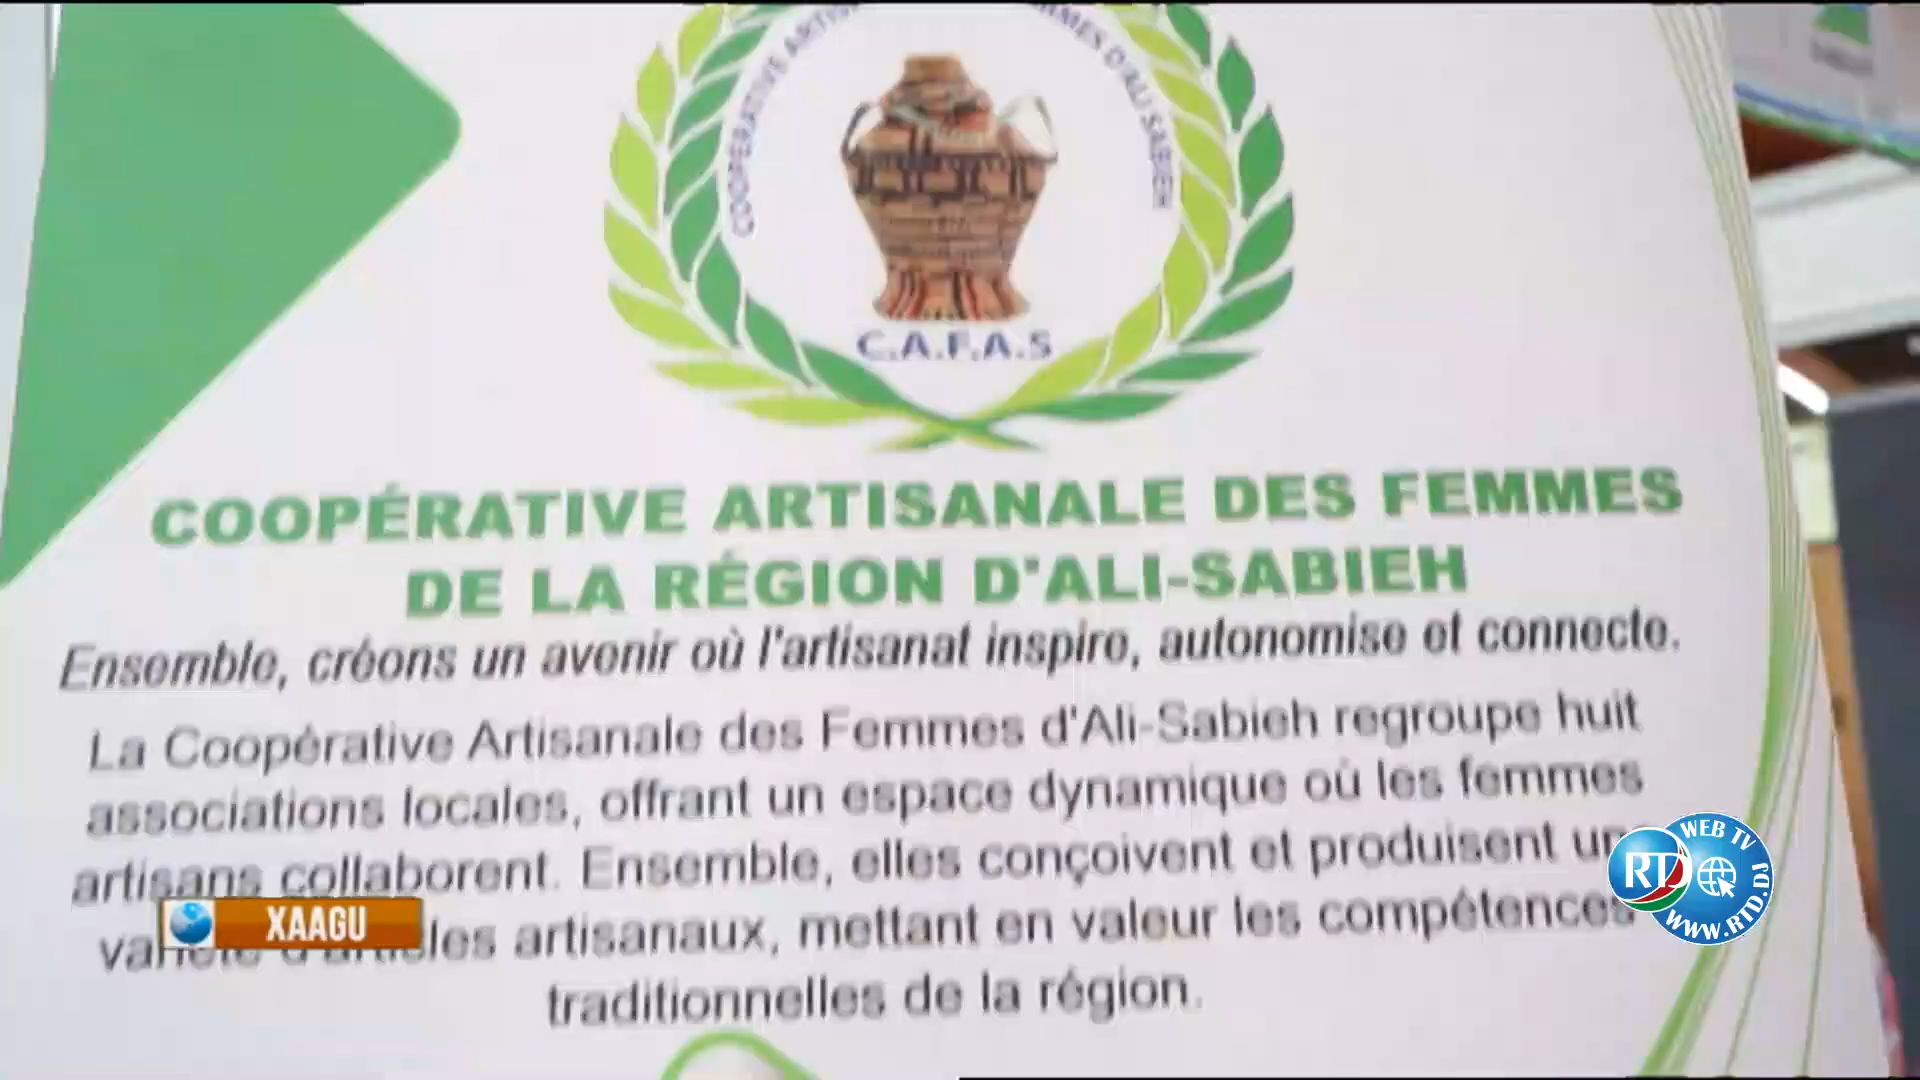 COOPERATIVE
D'ALI SABIEH
C.A.F.A.S
COOPÉRATIVE ARTISANALE DES FEMMES
DE LA RÉGION D'ALI-SABIEH
Ensemble, créons un avenir où l'artisanat inspire, autonomise et connecte.
La Coopérative Artisanale des Femmes d'Ali-Sabieh regroupe huit
associations locales, offrant un espace dynamique où les femmes
artisans collaborent. Ensemble, elles conçoivent et produisent
artisanaux, mettant en valeur les compétences
traditionnelles de la région.
XAAGU
WEB TV
RTD
WWW.RTD.DJ